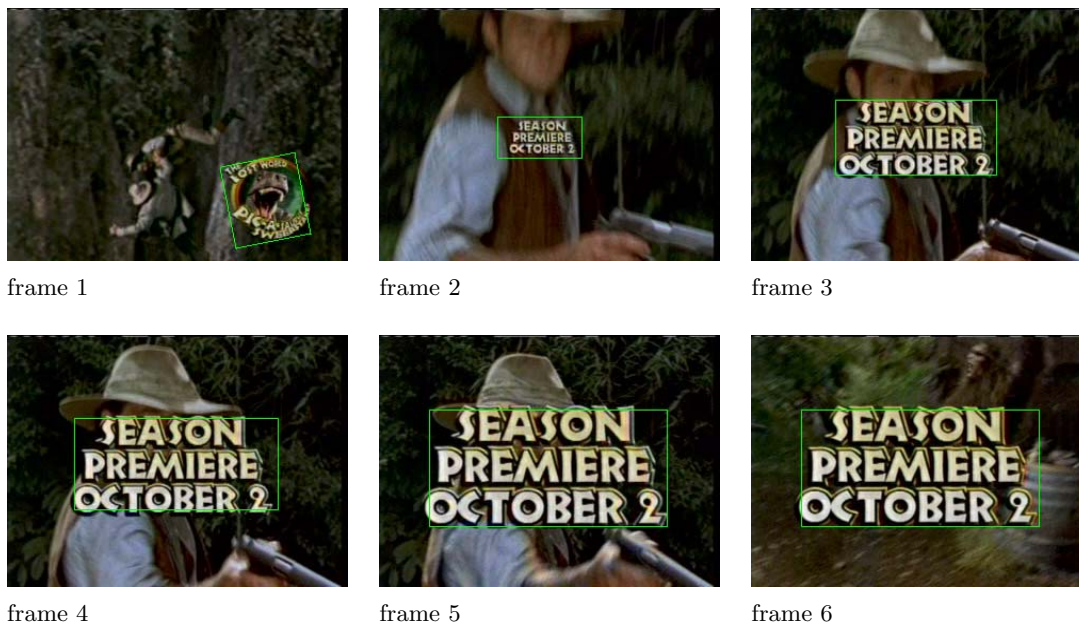 THE
LOST WORLD
frame 1
SEASON
PREMIERE
OCTOBER 2
frame 2
SEASON
PREMIERE
OCTOBER 2
frame 3
SEASON
PREMIERE
OCTOBER 2
frame 4
SEASON
PREMIERE
OCTOBER 2
frame 5
SEASON
PREMIERE
OCTOBER 2
frame 6